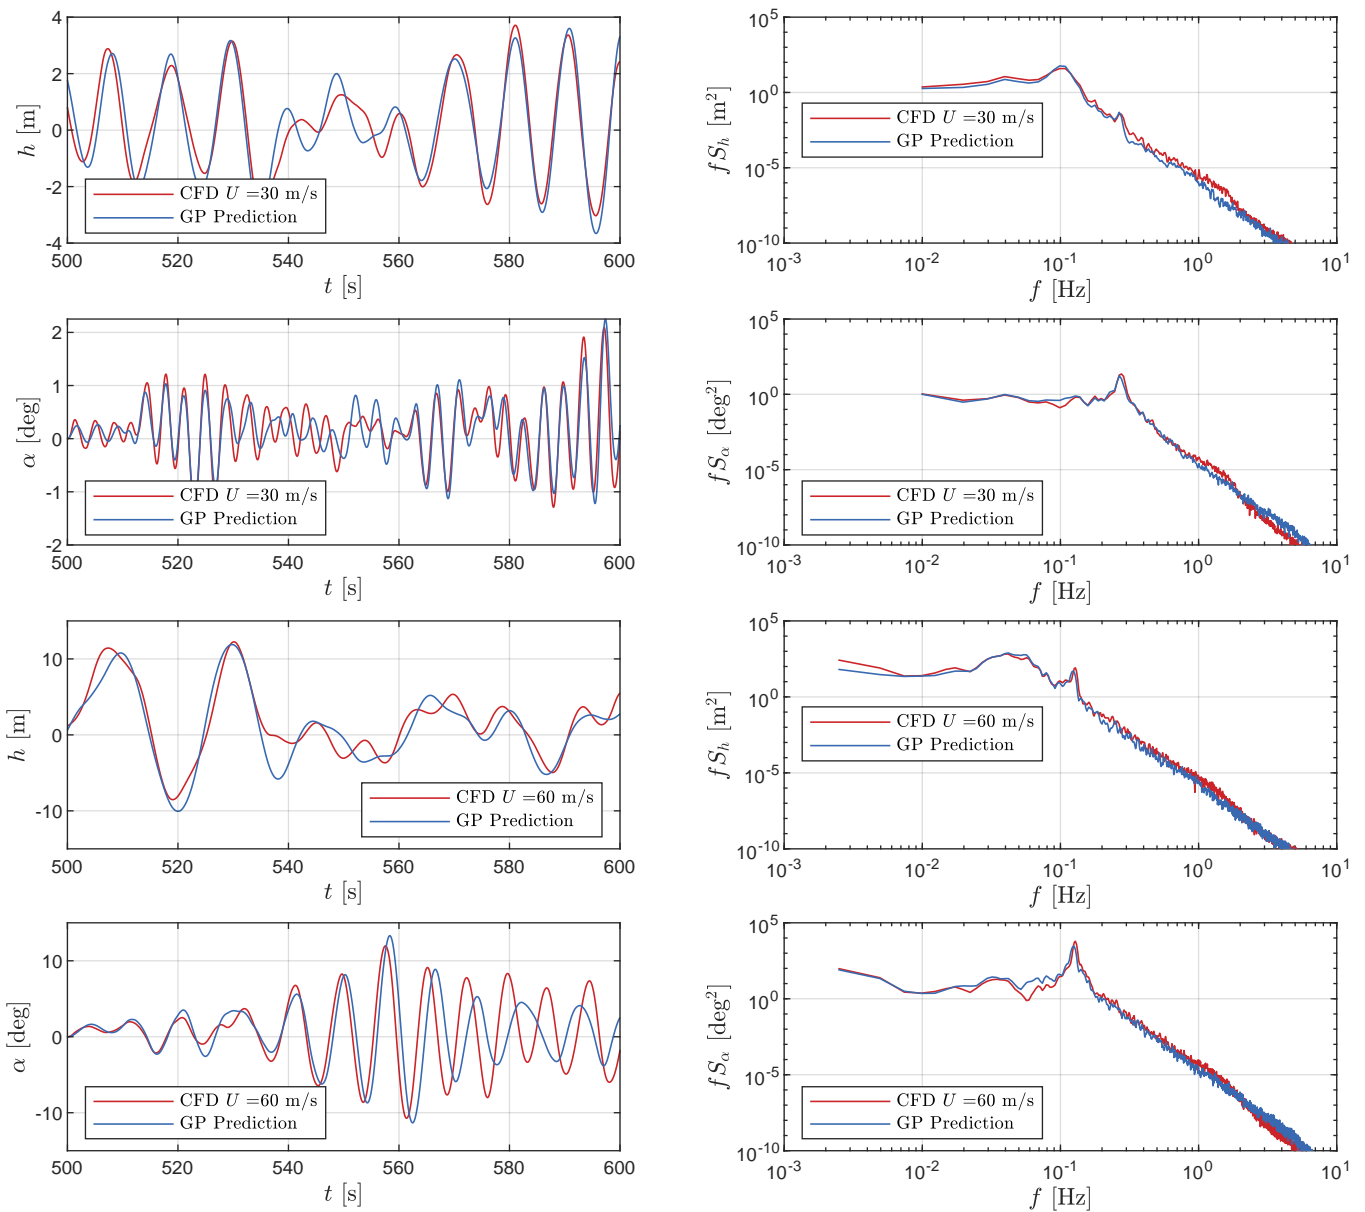 4
2
0
-2
-4
h [m]
CFD U =30 m/s
GP Prediction
500 520 540 560 580 600
t [s]
10^5
10^0
10^-5
10^-10
f S_h [m^2]
CFD U =30 m/s
GP Prediction
10^-3 10^-2 10^-1 10^0 10^1
f [Hz]
2
1
0
-1
-2
α [deg]
CFD U =30 m/s
GP Prediction
500 520 540 560 580 600
t [s]
10^5
10^0
10^-5
10^-10
f S_α [deg^2]
CFD U =30 m/s
GP Prediction
10^-3 10^-2 10^-1 10^0 10^1
f [Hz]
10
0
-10
h [m]
CFD U =60 m/s
GP Prediction
500 520 540 560 580 600
t [s]
10^5
10^0
10^-5
10^-10
f S_h [m^2]
CFD U =60 m/s
GP Prediction
10^-3 10^-2 10^-1 10^0 10^1
f [Hz]
10
0
-10
α [deg]
CFD U =60 m/s
GP Prediction
500 520 540 560 580 600
t [s]
10^5
10^0
10^-5
10^-10
f S_α [deg^2]
CFD U =60 m/s
GP Prediction
10^-3 10^-2 10^-1 10^0 10^1
f [Hz]